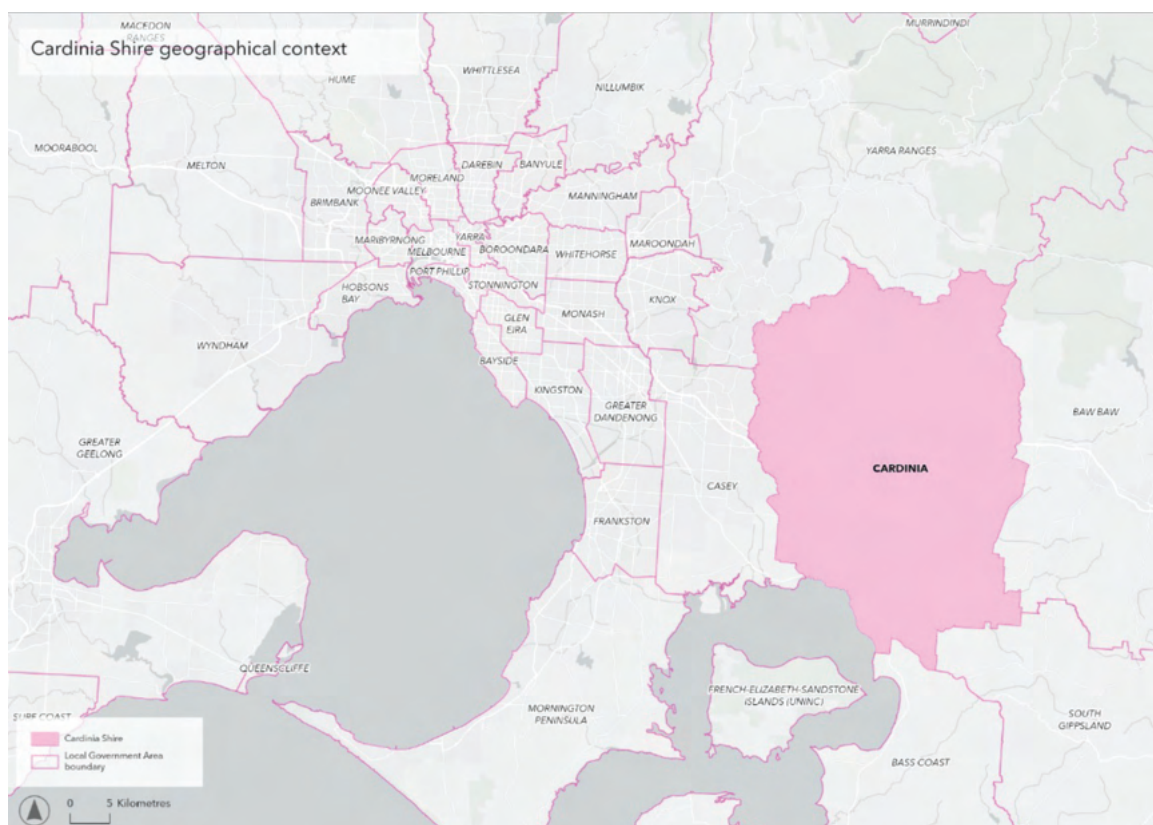 MACEDON
RANGES
Cardinia Shire geographical context
MURRINDINDI
HUME
WHITTLESEA
NILLUMBIK
MOORABOOL
MELTON
DAREBIN
BANYULE
YARRA RANGES
MORELAND
MOONEE VALLEY
BRIMBANK
MANNINGHAM
MARIBYRNONG
YARRA
MELBOURNE
BOROONDARA
WHITEHORSE
MAROONDAH
PORT PHILLIP
STONNINGTON
HOBSONS
BAY
KNOX
GLEN
EIRA
MONASH
WYNDHAM
BAYSIDE
KINGSTON
GREATER
DANDENONG
BAW BAW
GREATER
GEELONG
CARDINIA
CASEY
FRANKSTON
QUEENSCLIFFE
FRENCH-ELIZABETH-SANDSTONE
ISLANDS (UNINC)
MORNINGTON
PENINSULA
SOUTH
GIPPSLAND
SURF COAST
BASS COAST
Cardinia Shire
Local Government Area
boundary
0 5 Kilometres